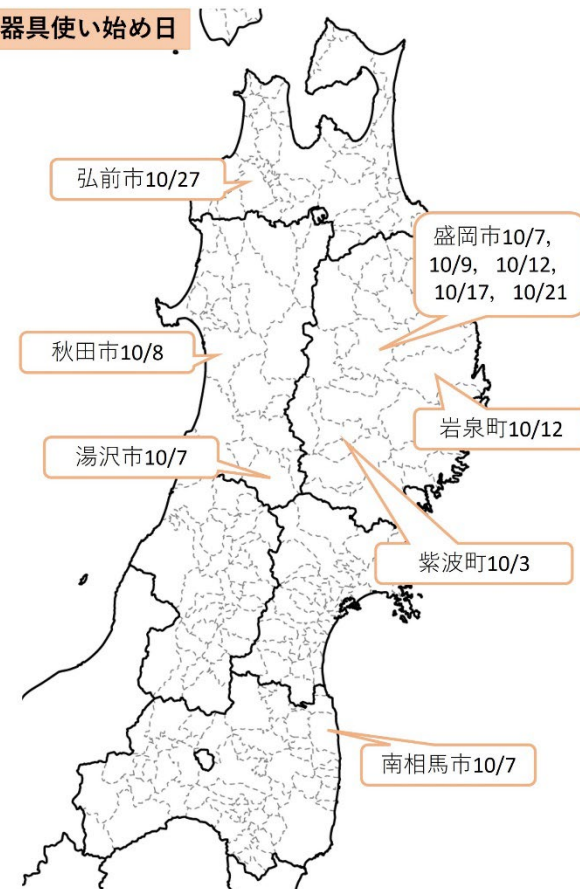 器具使い始め日
弘前市10/27
盛岡市10/7,
10/9, 10/12,
10/17, 10/21
秋田市10/8
岩泉町10/12
湯沢市10/7
紫波町10/3
南相馬市10/7